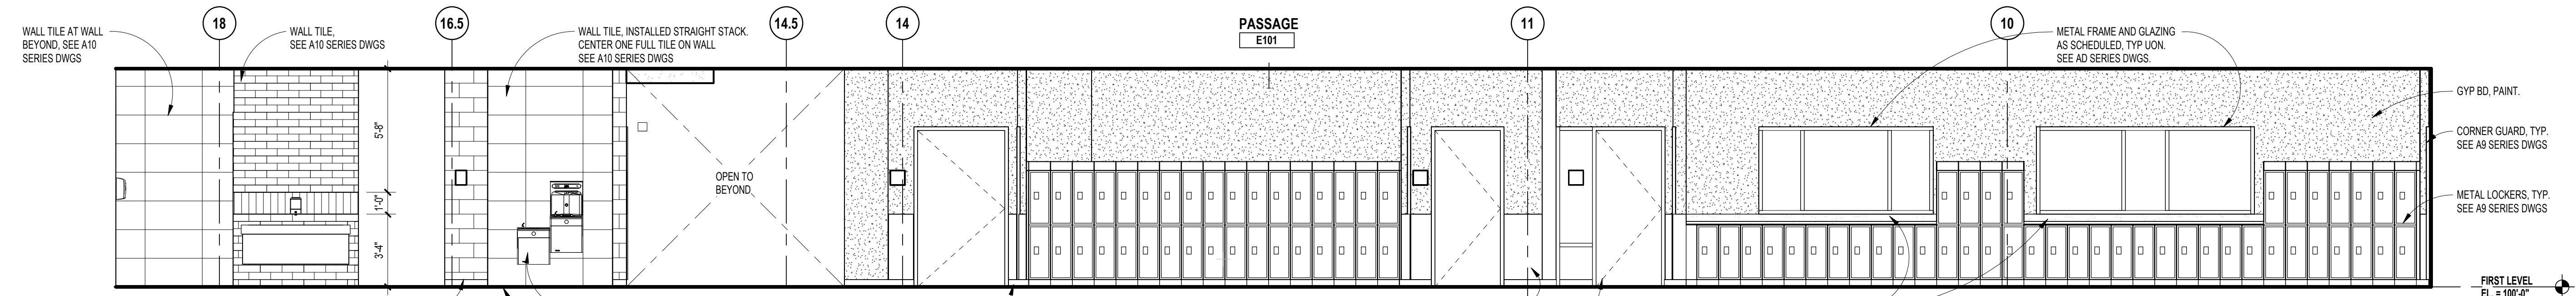 18
16.5
14.5
14
PASSAGE
E101
11
10
WALL TILE AT WALL
BEYOND, SEE A10
SERIES DWGS
WALL TILE,
SEE A10 SERIES DWGS
WALL TILE, INSTALLED STRAIGHT STACK.
CENTER ONE FULL TILE ON WALL
SEE A10 SERIES DWGS
METAL FRAME AND GLAZING
AS SCHEDULED, TYP UON.
SEE AD SERIES DWGS.
GYP BD, PAINT.
CORNER GUARD, TYP.
SEE A9 SERIES DWGS
5'-8"
OPEN TO
BEYOND
1'-0"
METAL LOCKERS, TYP.
SEE A9 SERIES DWGS
3'-4"
FIRST LEVEL
EL. = 100'-0"